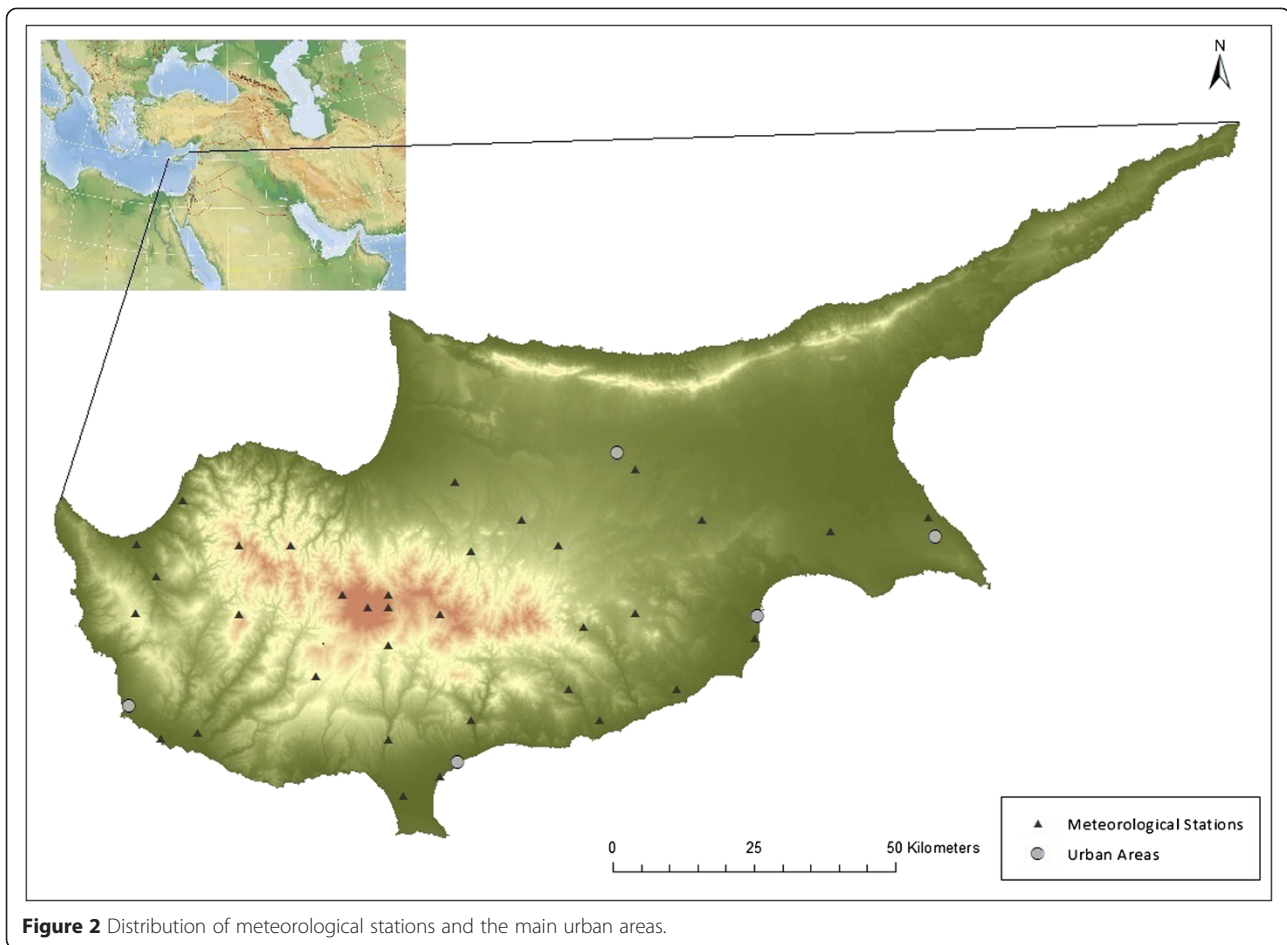 N
0 25 50 Kilometers
Meteorological Stations
Urban Areas
Figure 2 Distribution of meteorological stations and the main urban areas.